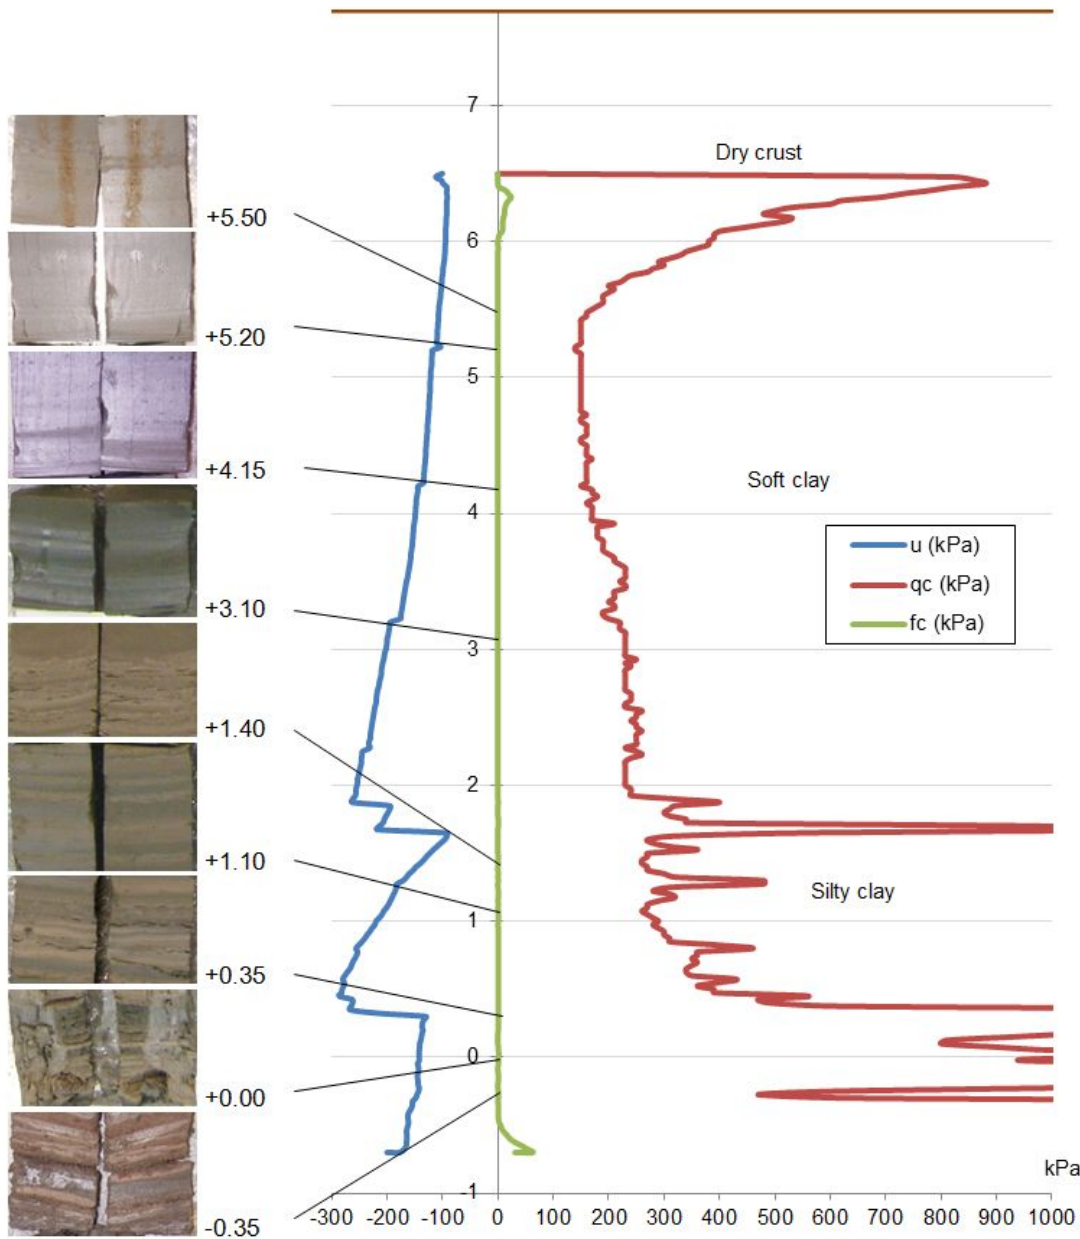 7
Dry crust
+5.50
6
+5.20
5
+4.15
Soft clay
4
u (kPa)
qc (kPa)
fc (kPa)
+3.10
3
+1.40
2
+1.10
Silty clay
1
+0.35
0
+0.00
kPa
-1
-0.35
-300 -200 -100 0 100 200 300 400 500 600 700 800 900 1000